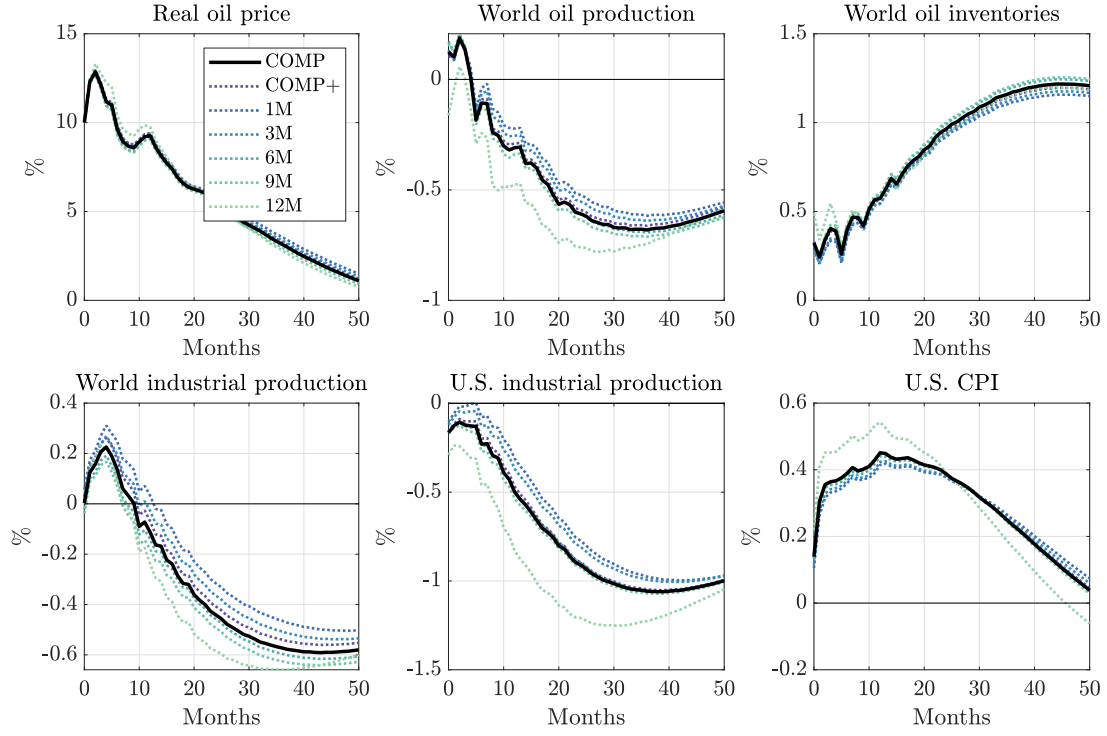 Real oil price
15
10
5
0
%
0 10 20 30 40 50
Months
COMP
COMP+
1M
3M
6M
9M
12M
World oil production
0
-0.5
-1
%
0 10 20 30 40 50
Months
World oil inventories
1.5
1
0.5
0
%
0 10 20 30 40 50
Months
World industrial production
0.4
0.2
0
-0.2
-0.4
-0.6
%
0 10 20 30 40 50
Months
U.S. industrial production
0
-0.5
-1
-1.5
%
0 10 20 30 40 50
Months
U.S. CPI
0.6
0.4
0.2
0
-0.2
%
0 10 20 30 40 50
Months